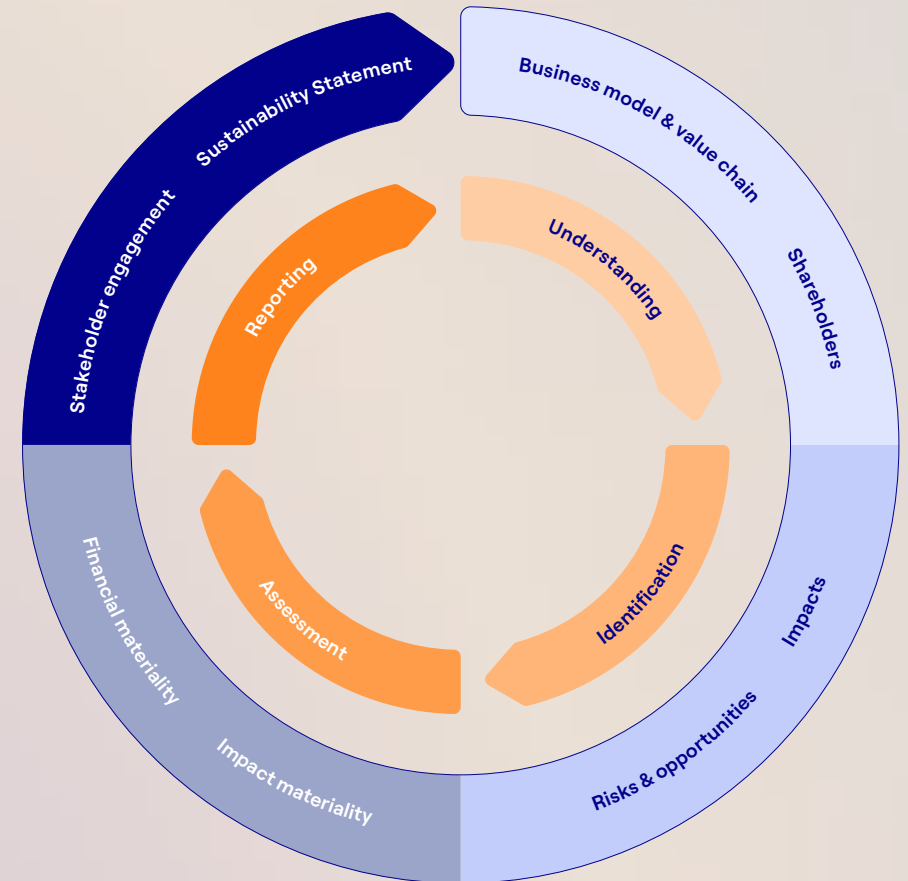 Business model & value chain
Shareholders
Impacts
Risks & opportunities
Impact materiality
Financial materiality
Stakeholder engagement
Sustainability Statement
Understanding
Identification
Assessment
Reporting